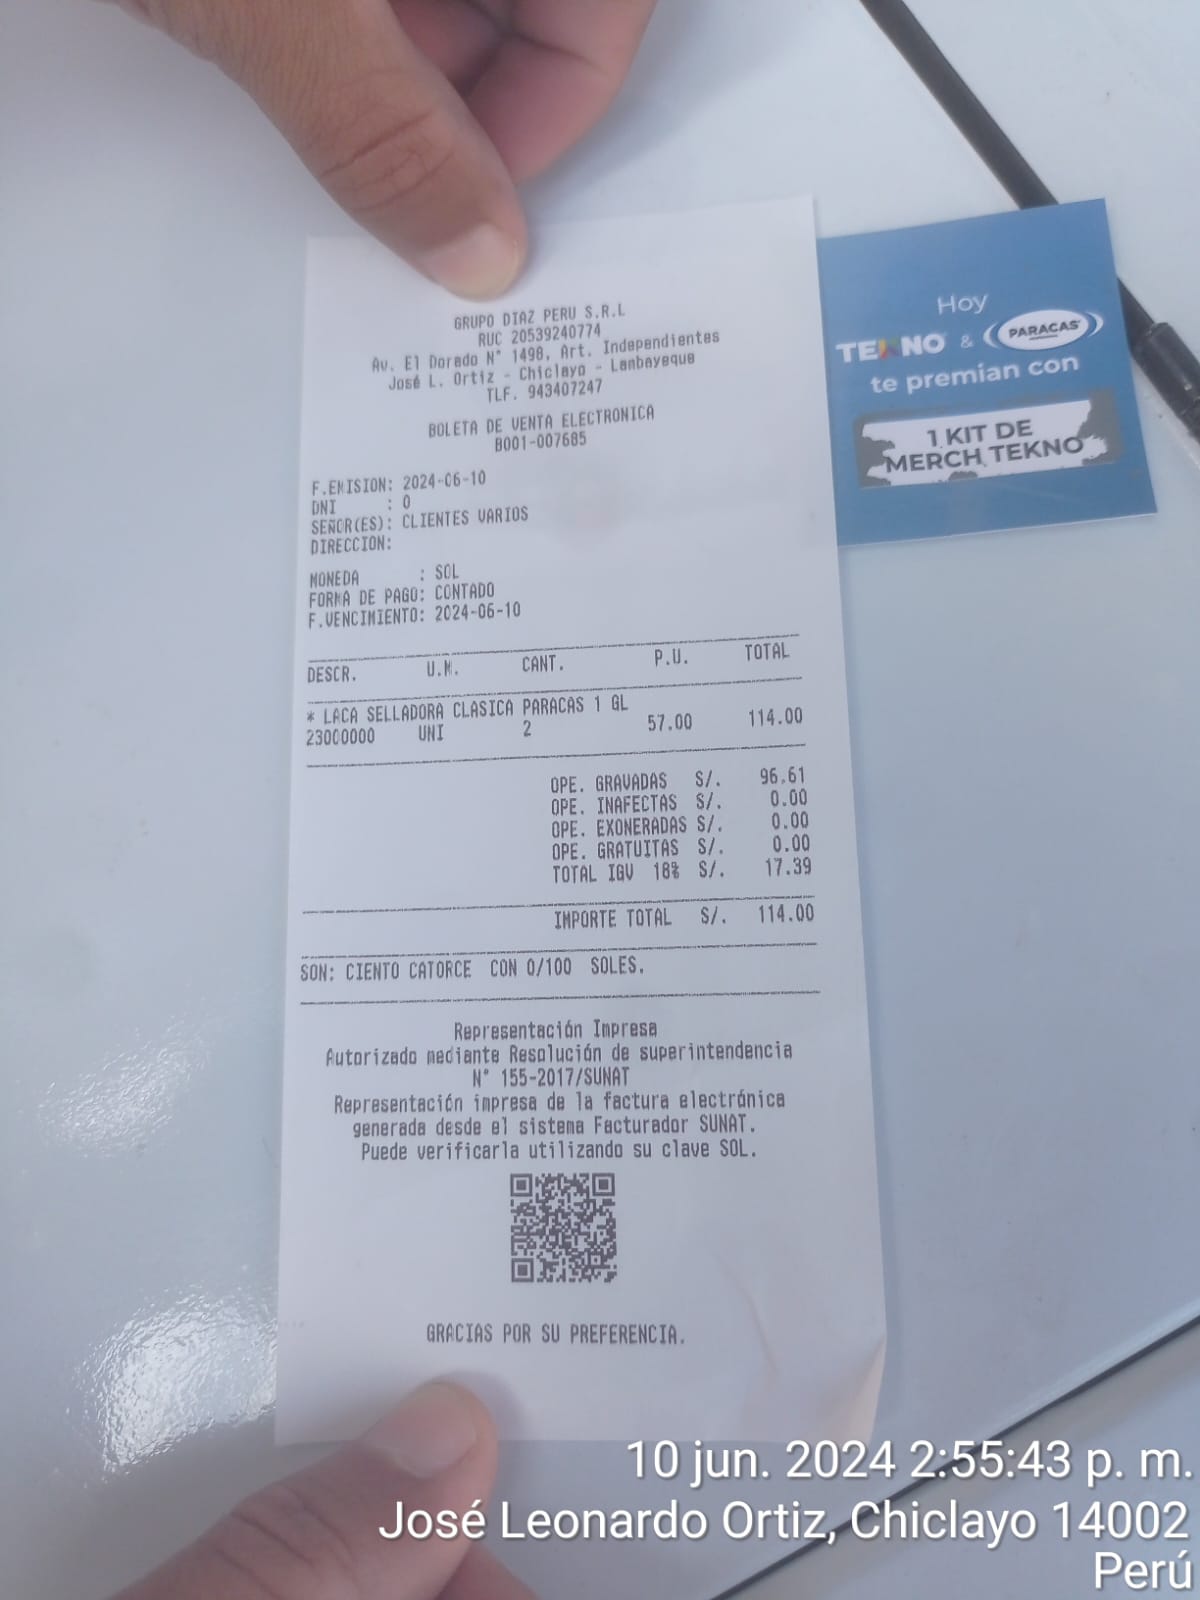 GRUPO DIAZ PERU S.R.L
RUC 20539240774
Av. El Dorado N° 1498, Art. Independientes
José L. Ortiz - Chiclayo - Lambayeque
TLF. 943407247
BOLETA DE VENTA ELECTRONICA
B001-007685
F.EMISION: 2024-06-10
DNI : 0
SEÑOR(ES): CLIENTES VARIOS
DIRECCION:
MONEDA : SOL
FORMA DE PAGO: CONTADO
F.VENCIMIENTO: 2024-06-10
DESCR. U.M. CANT. P.U. TOTAL
* LACA SELLADORA CLASICA PARACAS 1 GL
23000000 UNI 2 57.00 114.00
OPE. GRAVADAS S/. 96.61
OPE. INAFECTAS S/. 0.00
OPE. EXONERADAS S/. 0.00
OPE. GRATUITAS S/. 0.00
TOTAL IGV 18% S/. 17.39
IMPORTE TOTAL S/. 114.00
SON: CIENTO CATORCE CON 0/100 SOLES.
Representación Impresa
Autorizado mediante Resolución de superintendencia
N° 155-2017/SUNAT
Representación impresa de la factura electrónica
generada desde el sistema Facturador SUNAT.
Puede verificarla utilizando su clave SOL.
GRACIAS POR SU PREFERENCIA.
Hoy
TEKNO & PARACAS
te premian con
1 KIT DE
MERCH TEKNO
10 jun. 2024 2:55:43 p. m.
José Leonardo Ortiz, Chiclayo 14002
Perú